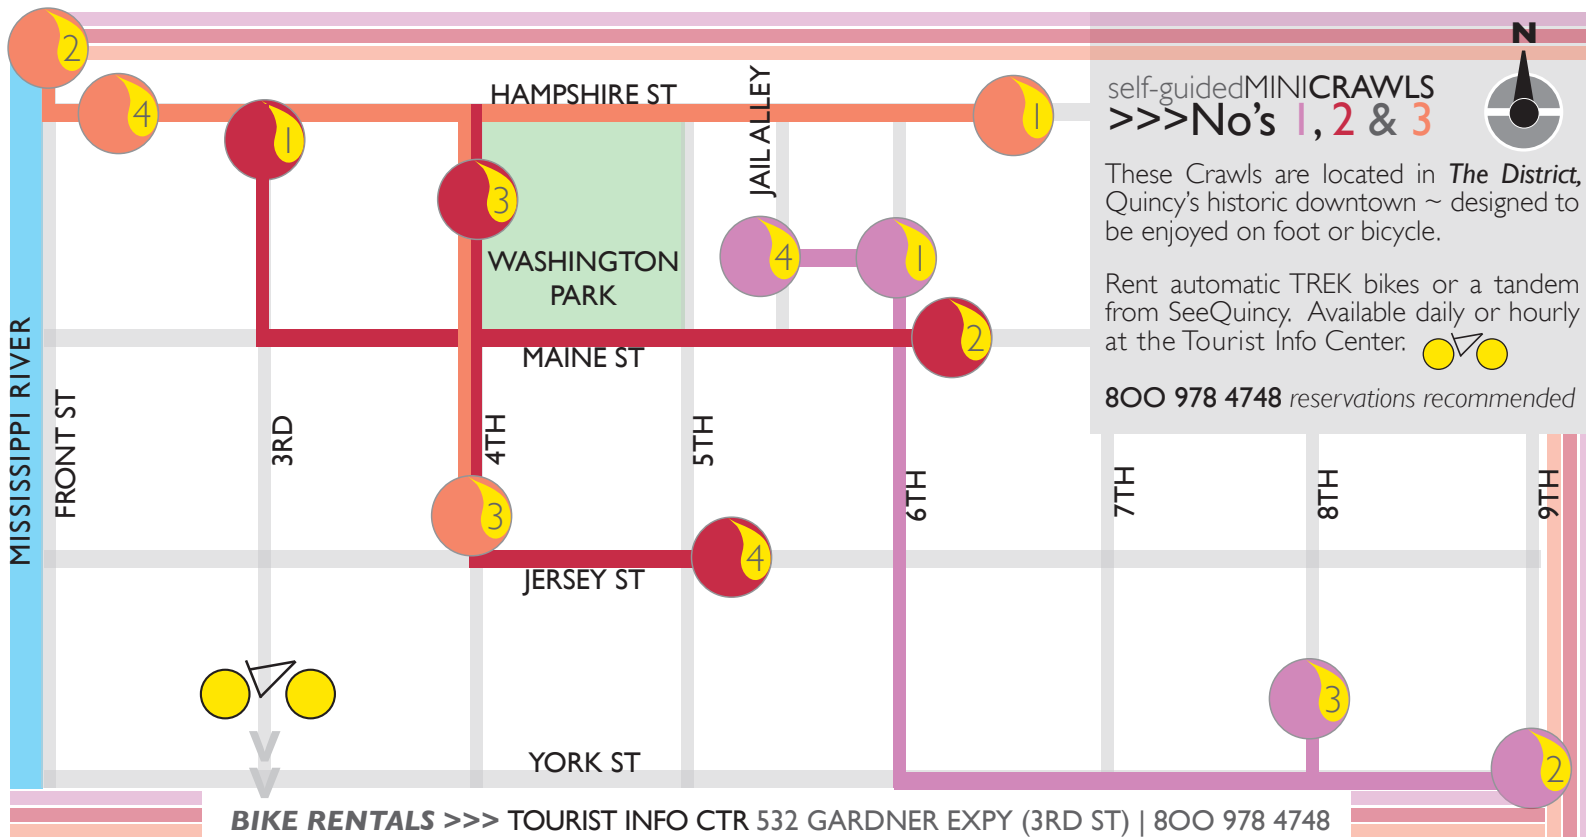 2
4
1
HAMPSHIRE ST
JAIL ALLEY
1
N
self-guidedMINICRAWLS
>>>No's 1, 2 & 3
These Crawls are located in The District,
Quincy's historic downtown ~ designed to
be enjoyed on foot or bicycle.
Rent automatic TREK bikes or a tandem
from SeeQuincy. Available daily or hourly
at the Tourist Info Center.
800 978 4748 reservations recommended
3
WASHINGTON
PARK
4
1
2
MAINE ST
MISSISSIPPI RIVER
FRONT ST
3RD
4TH
5TH
6TH
7TH
8TH
9TH
3
4
JERSEY ST
3
2
YORK ST
BIKE RENTALS >>> TOURIST INFO CTR 532 GARDNER EXPY (3RD ST) | 800 978 4748